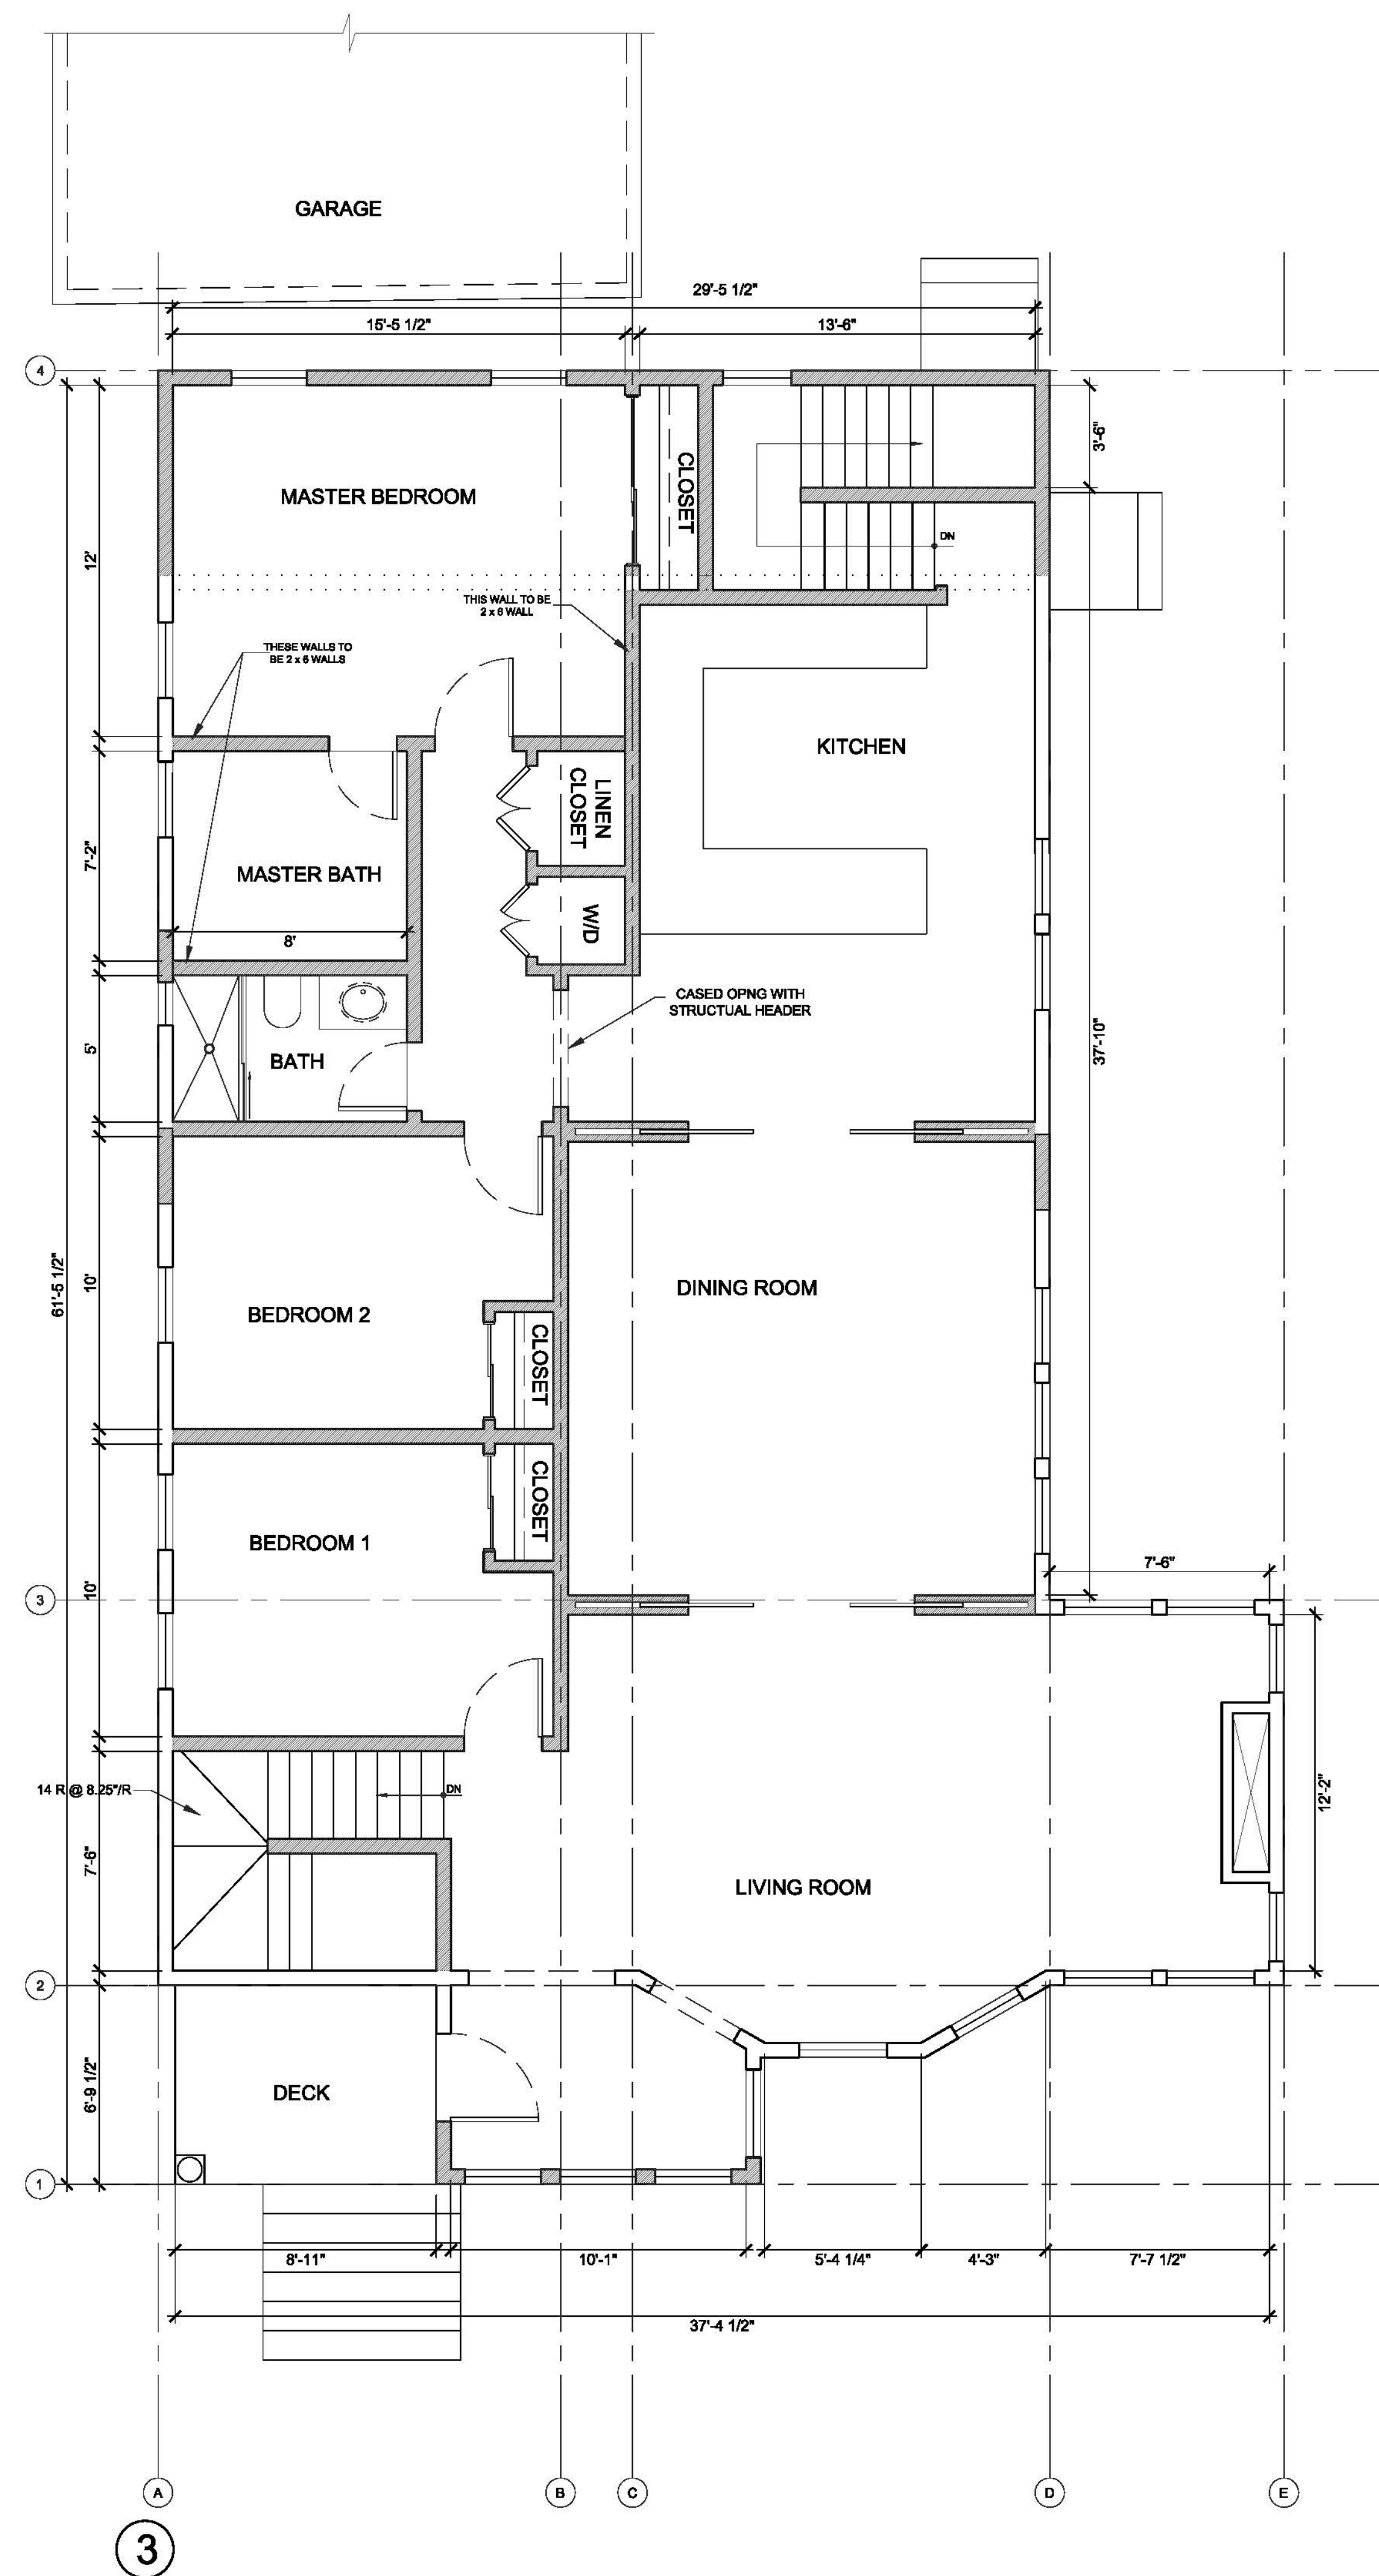 GARAGE
29'-5 1/2"
15'-5 1/2"
13'-6"
4
3'-6"
CLOSET
MASTER BEDROOM
DN
12'
THIS WALL TO BE
2 x 6 WALL
THESE WALLS TO
BE 2 x 6 WALLS
KITCHEN
LINEN
CLOSET
7'-2"
MASTER BATH
W/D
8'
CASED OPNG WITH
STRUCTUAL HEADER
37'-10"
5'
BATH
61'-5 1/2"
10'
DINING ROOM
BEDROOM 2
CLOSET
CLOSET
BEDROOM 1
7'-6"
10'
3
14 R @ 8.25"/R
DN
12'-2"
7'-6"
LIVING ROOM
2
6'-9 1/2"
DECK
1
8'-11"
10'-1"
5'-4 1/4"
4'-3"
7'-7 1/2"
37'-4 1/2"
A
B
C
D
E
3